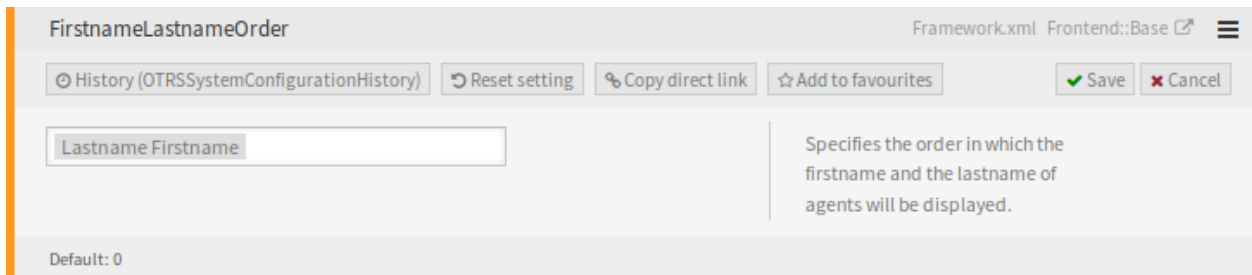 FirstnameLastnameOrder Framework.xml Frontend::Base
History (OTRSSystemConfigurationHistory) Reset setting Copy direct link Add to favourites Save Cancel
Lastname Firstname
Specifies the order in which the
firstname and the lastname of
agents will be displayed.
Default: 0